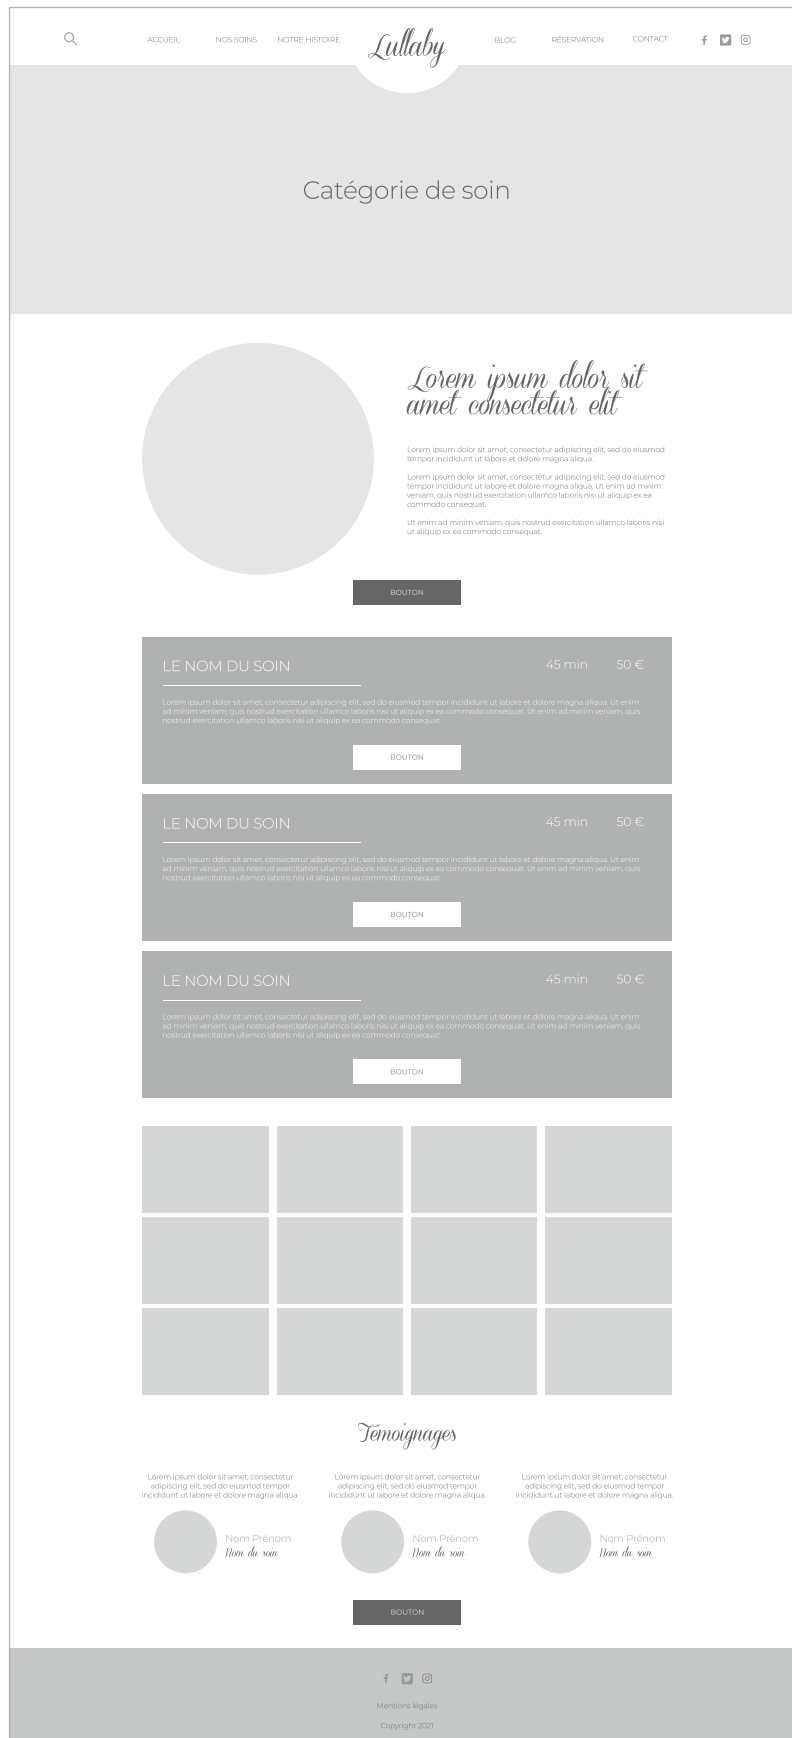 ACCUEIL NOS SOINS NOTRE HISTOIRE Lullaby BLOG RÉSERVATION CONTACT
Catégorie de soin
Lorem ipsum dolor sit
amet consectetur elit
Lorem ipsum dolor sit amet, consectetur adipiscing elit, sed do eiusmod
tempor incididunt ut labore et dolore magna aliqua.
Lorem ipsum dolor sit amet, consectetur adipiscing elit, sed do eiusmod
tempor incididunt ut labore et dolore magna aliqua. Ut enim ad minim
veniam, quis nostrud exercitation ullamco laboris nisi ut aliquip ex ea
commodo consequat.
Ut enim ad minim veniam, quis nostrud exercitation ullamco laboris nisi
ut aliquip ex ea commodo consequat.
BOUTON
LE NOM DU SOIN 45 min 50 €
Lorem ipsum dolor sit amet, consectetur adipiscing elit, sed do eiusmod tempor incididunt ut labore et dolore magna aliqua. Ut enim
ad minim veniam, quis nostrud exercitation ullamco laboris nisi ut aliquip ex ea commodo consequat. Ut enim ad minim veniam, quis
nostrud exercitation ullamco laboris nisi ut aliquip ex ea commodo consequat.
BOUTON
LE NOM DU SOIN 45 min 50 €
Lorem ipsum dolor sit amet, consectetur adipiscing elit, sed do eiusmod tempor incididunt ut labore et dolore magna aliqua. Ut enim
ad minim veniam, quis nostrud exercitation ullamco laboris nisi ut aliquip ex ea commodo consequat. Ut enim ad minim veniam, quis
nostrud exercitation ullamco laboris nisi ut aliquip ex ea commodo consequat.
BOUTON
LE NOM DU SOIN 45 min 50 €
Lorem ipsum dolor sit amet, consectetur adipiscing elit, sed do eiusmod tempor incididunt ut labore et dolore magna aliqua. Ut enim
ad minim veniam, quis nostrud exercitation ullamco laboris nisi ut aliquip ex ea commodo consequat. Ut enim ad minim veniam, quis
nostrud exercitation ullamco laboris nisi ut aliquip ex ea commodo consequat.
BOUTON
Témoignages
Lorem ipsum dolor sit amet, consectetur
adipiscing elit, sed do eiusmod tempor
incididunt ut labore et dolore magna aliqua.
Nom Prénom
Nom du soin
Lorem ipsum dolor sit amet, consectetur
adipiscing elit, sed do eiusmod tempor
incididunt ut labore et dolore magna aliqua.
Nom Prénom
Nom du soin
Lorem ipsum dolor sit amet, consectetur
adipiscing elit, sed do eiusmod tempor
incididunt ut labore et dolore magna aliqua.
Nom Prénom
Nom du soin
BOUTON
Mentions légales
Copyright 2021